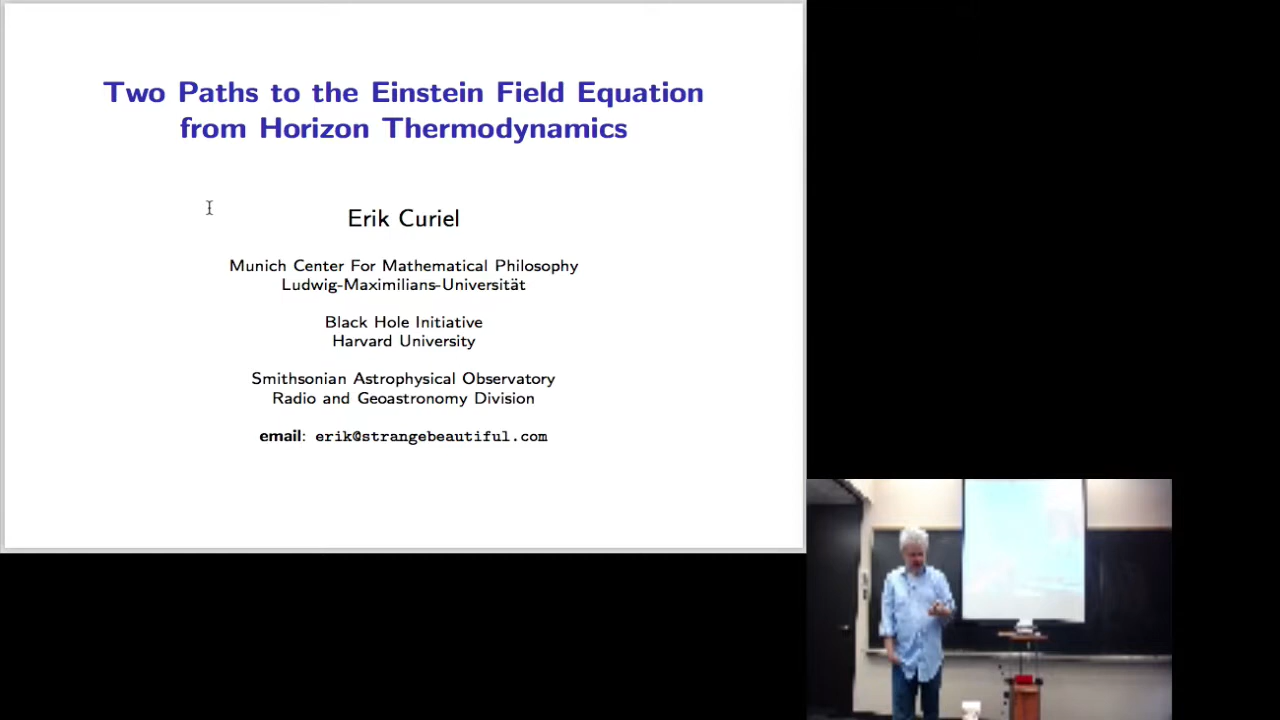 Two Paths to the Einstein Field Equation
from Horizon Thermodynamics
Erik Curiel
Munich Center For Mathematical Philosophy
Ludwig-Maximilians-Universität
Black Hole Initiative
Harvard University
Smithsonian Astrophysical Observatory
Radio and Geoastronomy Division
email: erik@strangebeautiful.com